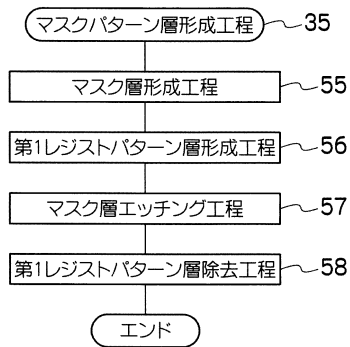 マスクパターン層形成工程 35
マスク層形成工程 55
第1レジストパターン層形成工程 56
マスク層エッチング工程 57
第1レジストパターン層除去工程 58
エンド